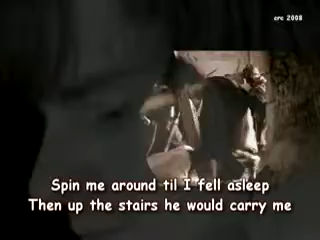 crc 2008
Spin me around til I fell asleep
Then up the stairs he would carry me